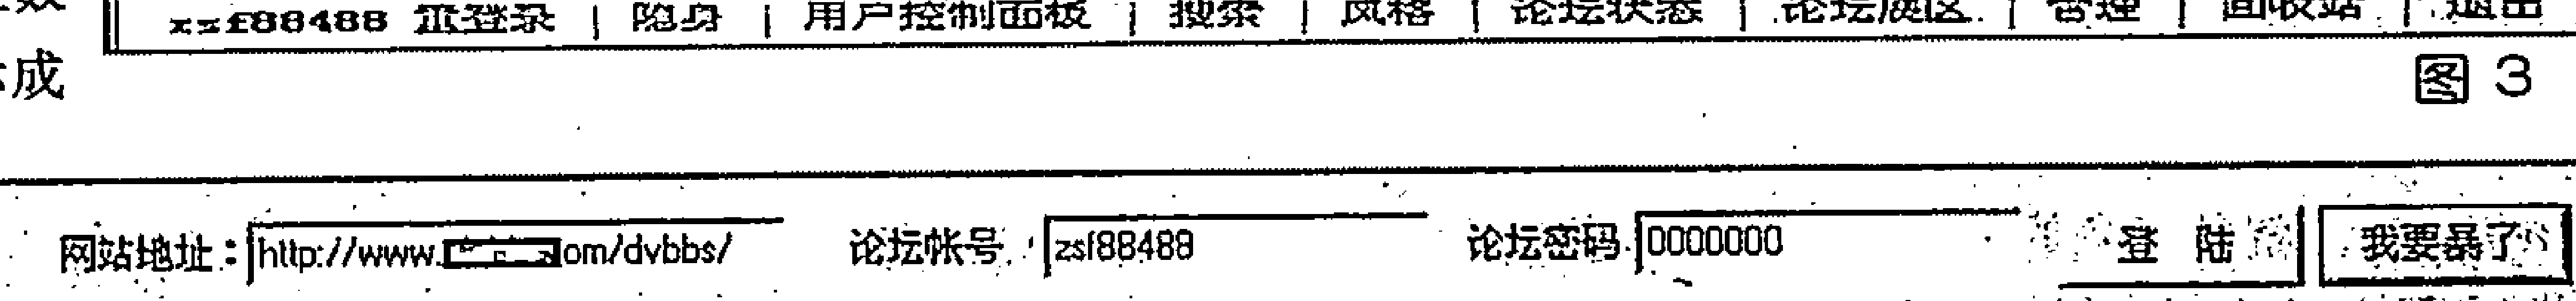 zsf88488 重登录 | 隐身 | 用户控制面板 | 搜索 | 风格 | 论坛状态 | 论坛展区 | 管理 | 回收站 | 退出
成
图 3
网站地址：http://www.om/dvbbs/ 论坛帐号 zsf88488 论坛密码 0000000 登 陆 我要暴了